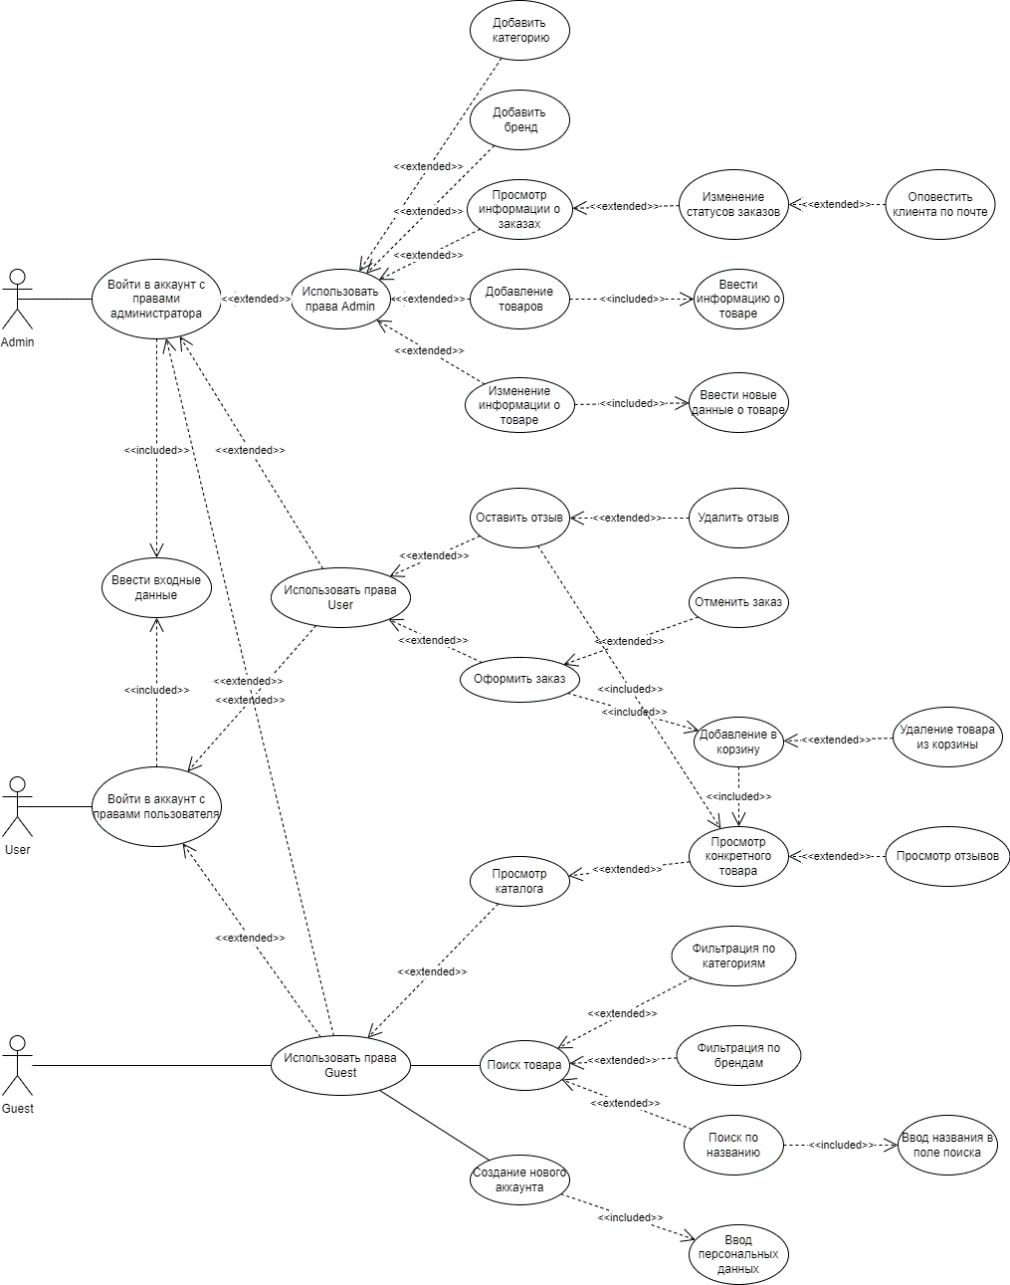 Добавить
категорию
Добавить
бренд
<<extended>>
<<extended>>
Просмотр
информации о
заказах
<<extended>>
Изменение
статусов заказов
<<extended>>
Оповестить
клиента по почте
<<extended>>
Admin
Войти в аккаунт с
правами
администратора
<<extended>>
Использовать
права Admin
<<extended>>
Добавление
товаров
<<included>>
Ввести
информацию о
товаре
<<extended>>
Изменение
информации о
товаре
<<included>>
Ввести новые
данные о товаре
<<included>>
<<extended>>
Оставить отзыв
<<extended>>
Удалить отзыв
<<extended>>
Ввести входные
данные
Использовать права
User
Отменить заказ
<<extended>>
<<extended>>
Оформить заказ
<<included>>
<<extended>>
<<included>>
<<extended>>
<<included>>
Добавление в
корзину
<<extended>>
Удаление товара
из корзины
<<included>>
User
Войти в аккаунт с
правами пользователя
Просмотр
конкретного
товара
<<extended>>
Просмотр отзывов
<<extended>>
Просмотр
каталога
<<extended>>
Фильтрация по
категориям
<<extended>>
<<extended>>
Guest
Использовать права
Guest
Поиск товара
<<extended>>
Фильтрация по
брендам
<<extended>>
Поиск по
названию
<<included>>
Ввод названия в
поле поиска
Создание нового
аккаунта
<<included>>
Ввод
персональных
данных